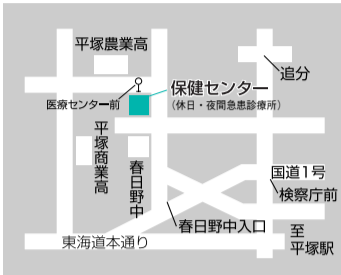 平塚農業高
追分
保健センター
(休日・夜間急患診療所)
医療センター前
平塚商業高
春日野中
国道1号
検察庁前
春日野中入口
至
平塚駅
東海道本通り